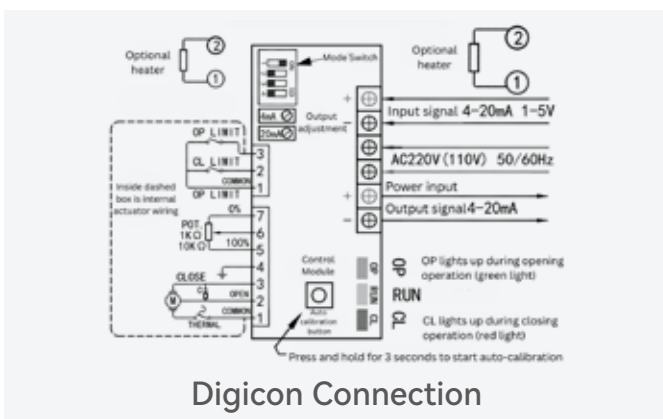 Optional
heater
2
1
Mode Switch
Optional
heater
2
1
4mA
20mA
Output
adjustment
+
Input signal 4-20mA 1-5V
-
AC220V(110V) 50/60Hz
Power input
+
Output signal4-20mA
-
OP LIMIT
3
CL LIMIT
2
COMMON
1
OP LIMIT
Inside dashed
box is internal
actuator wiring
0%
7
POT.
1KΩ
10KΩ
6
100%
5
4
CLOSE
3
C
OPEN
2
M
COMMON
1
THERMAL
Control
Module
Auto
calibration
button
OP
RUN
CL
OP
RUN
CL
OP lights up during opening
operation (green light)
CL lights up during closing
operation (red light)
Press and hold for 3 seconds to start auto-calibration
Digicon Connection